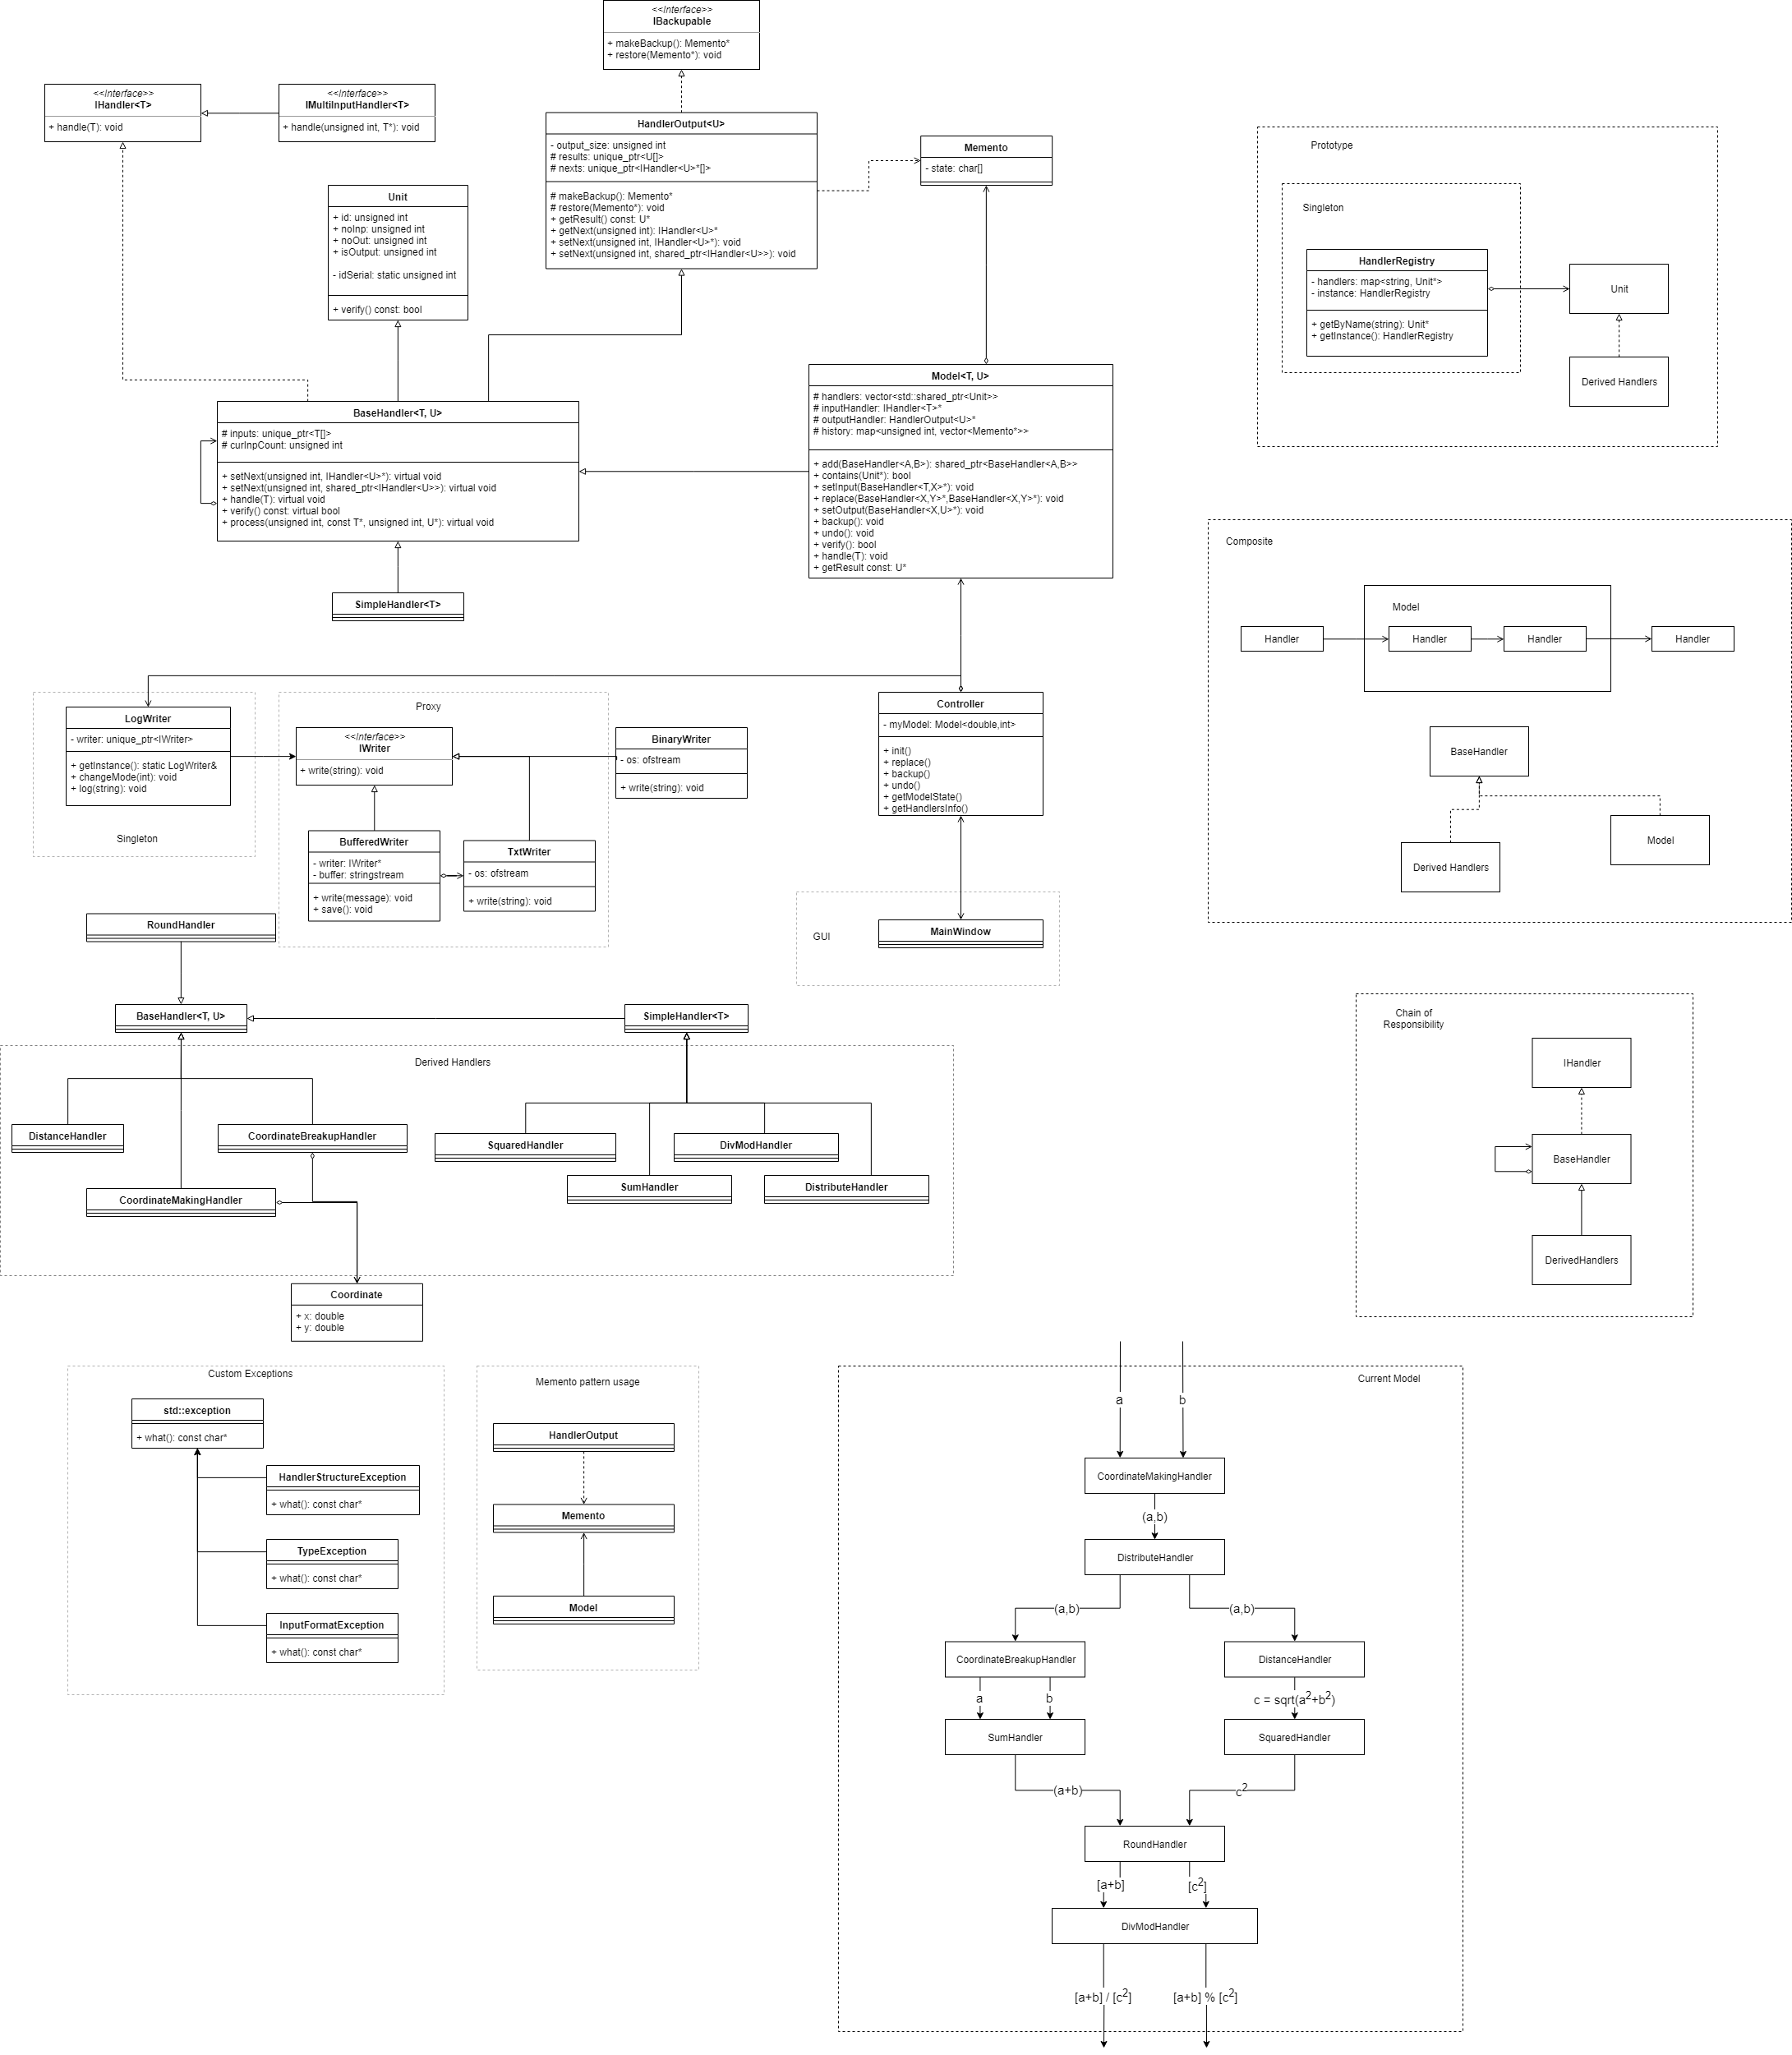 <<Interface>>
IBackupable
+ makeBackup(): Memento*
+ restore(Memento*): void
<<Interface>>
IHandler<T>
+ handle(T): void
<<Interface>>
IMultiInputHandler<T>
+ handle(unsigned int, T*): void
HandlerOutput<U>
- output_size: unsigned int
# results: unique_ptr<U[]>
# nexts: unique_ptr<IHandler<U>*[]>
# makeBackup(): Memento*
# restore(Memento*): void
+ getResult() const: U*
+ getNext(unsigned int): IHandler<U>*
+ setNext(unsigned int, IHandler<U>*): void
+ setNext(unsigned int, shared_ptr<IHandler<U>>): void
Memento
- state: char[]
Unit
+ id: unsigned int
+ noInp: unsigned int
+ noOut: unsigned int
+ isOutput: unsigned int
- idSerial: static unsigned int
+ verify() const: bool
Prototype
Singleton
HandlerRegistry
- handlers: map<string, Unit*>
- instance: HandlerRegistry
+ getByName(string): Unit*
+ getInstance(): HandlerRegistry
Unit
Derived Handlers
BaseHandler<T, U>
# inputs: unique_ptr<T[]>
# curInpCount: unsigned int
+ setNext(unsigned int, IHandler<U>*): virtual void
+ setNext(unsigned int, shared_ptr<IHandler<U>>): virtual void
+ handle(T): virtual void
+ verify() const: virtual bool
+ process(unsigned int, const T*, unsigned int, U*): virtual void
Model<T, U>
# handlers: vector<std::shared_ptr<Unit>>
# inputHandler: IHandler<T>*
# outputHandler: HandlerOutput<U>*
# history: map<unsigned int, vector<Memento*>>
+ add(BaseHandler<A,B>): shared_ptr<BaseHandler<A,B>>
+ contains(Unit*): bool
+ setInput(BaseHandler<T,X>*): void
+ replace(BaseHandler<X,Y>*,BaseHandler<X,Y>*): void
+ setOutput(BaseHandler<X,U>*): void
+ backup(): void
+ undo(): void
+ verify(): bool
+ handle(T): void
+ getResult const: U*
SimpleHandler<T>
Composite
Model
Handler
Handler
Handler
Handler
BaseHandler
Derived Handlers
Model
LogWriter
- writer: unique_ptr<IWriter>
+ getInstance(): static LogWriter&
+ changeMode(int): void
+ log(string): void
Singleton
Proxy
<<Interface>>
IWriter
+ write(string): void
BinaryWriter
- os: ofstream
+ write(string): void
BufferedWriter
- writer: IWriter*
- buffer: stringstream
+ write(message): void
+ save(): void
TxtWriter
- os: ofstream
+ write(string): void
Controller
- myModel: Model<double,int>
+ init()
+ replace()
+ backup()
+ undo()
+ getModelState()
+ getHandlersInfo()
GUI
MainWindow
RoundHandler
BaseHandler<T, U>
SimpleHandler<T>
Derived Handlers
DistanceHandler
CoordinateBreakupHandler
CoordinateMakingHandler
SquaredHandler
DivModHandler
SumHandler
DistributeHandler
Coordinate
+ x: double
+ y: double
Chain of
Responsibility
IHandler
BaseHandler
DerivedHandlers
Custom Exceptions
std::exception
+ what(): const char*
HandlerStructureException
+ what(): const char*
TypeException
+ what(): const char*
InputFormatException
+ what(): const char*
Memento pattern usage
HandlerOutput
Memento
Model
Current Model
a
b
CoordinateMakingHandler
(a,b)
DistributeHandler
(a,b)
(a,b)
CoordinateBreakupHandler
DistanceHandler
a
b
c = sqrt(a²+b²)
SumHandler
SquaredHandler
(a+b)
c²
RoundHandler
[a+b]
[c²]
DivModHandler
[a+b] / [c²]
[a+b] % [c²]